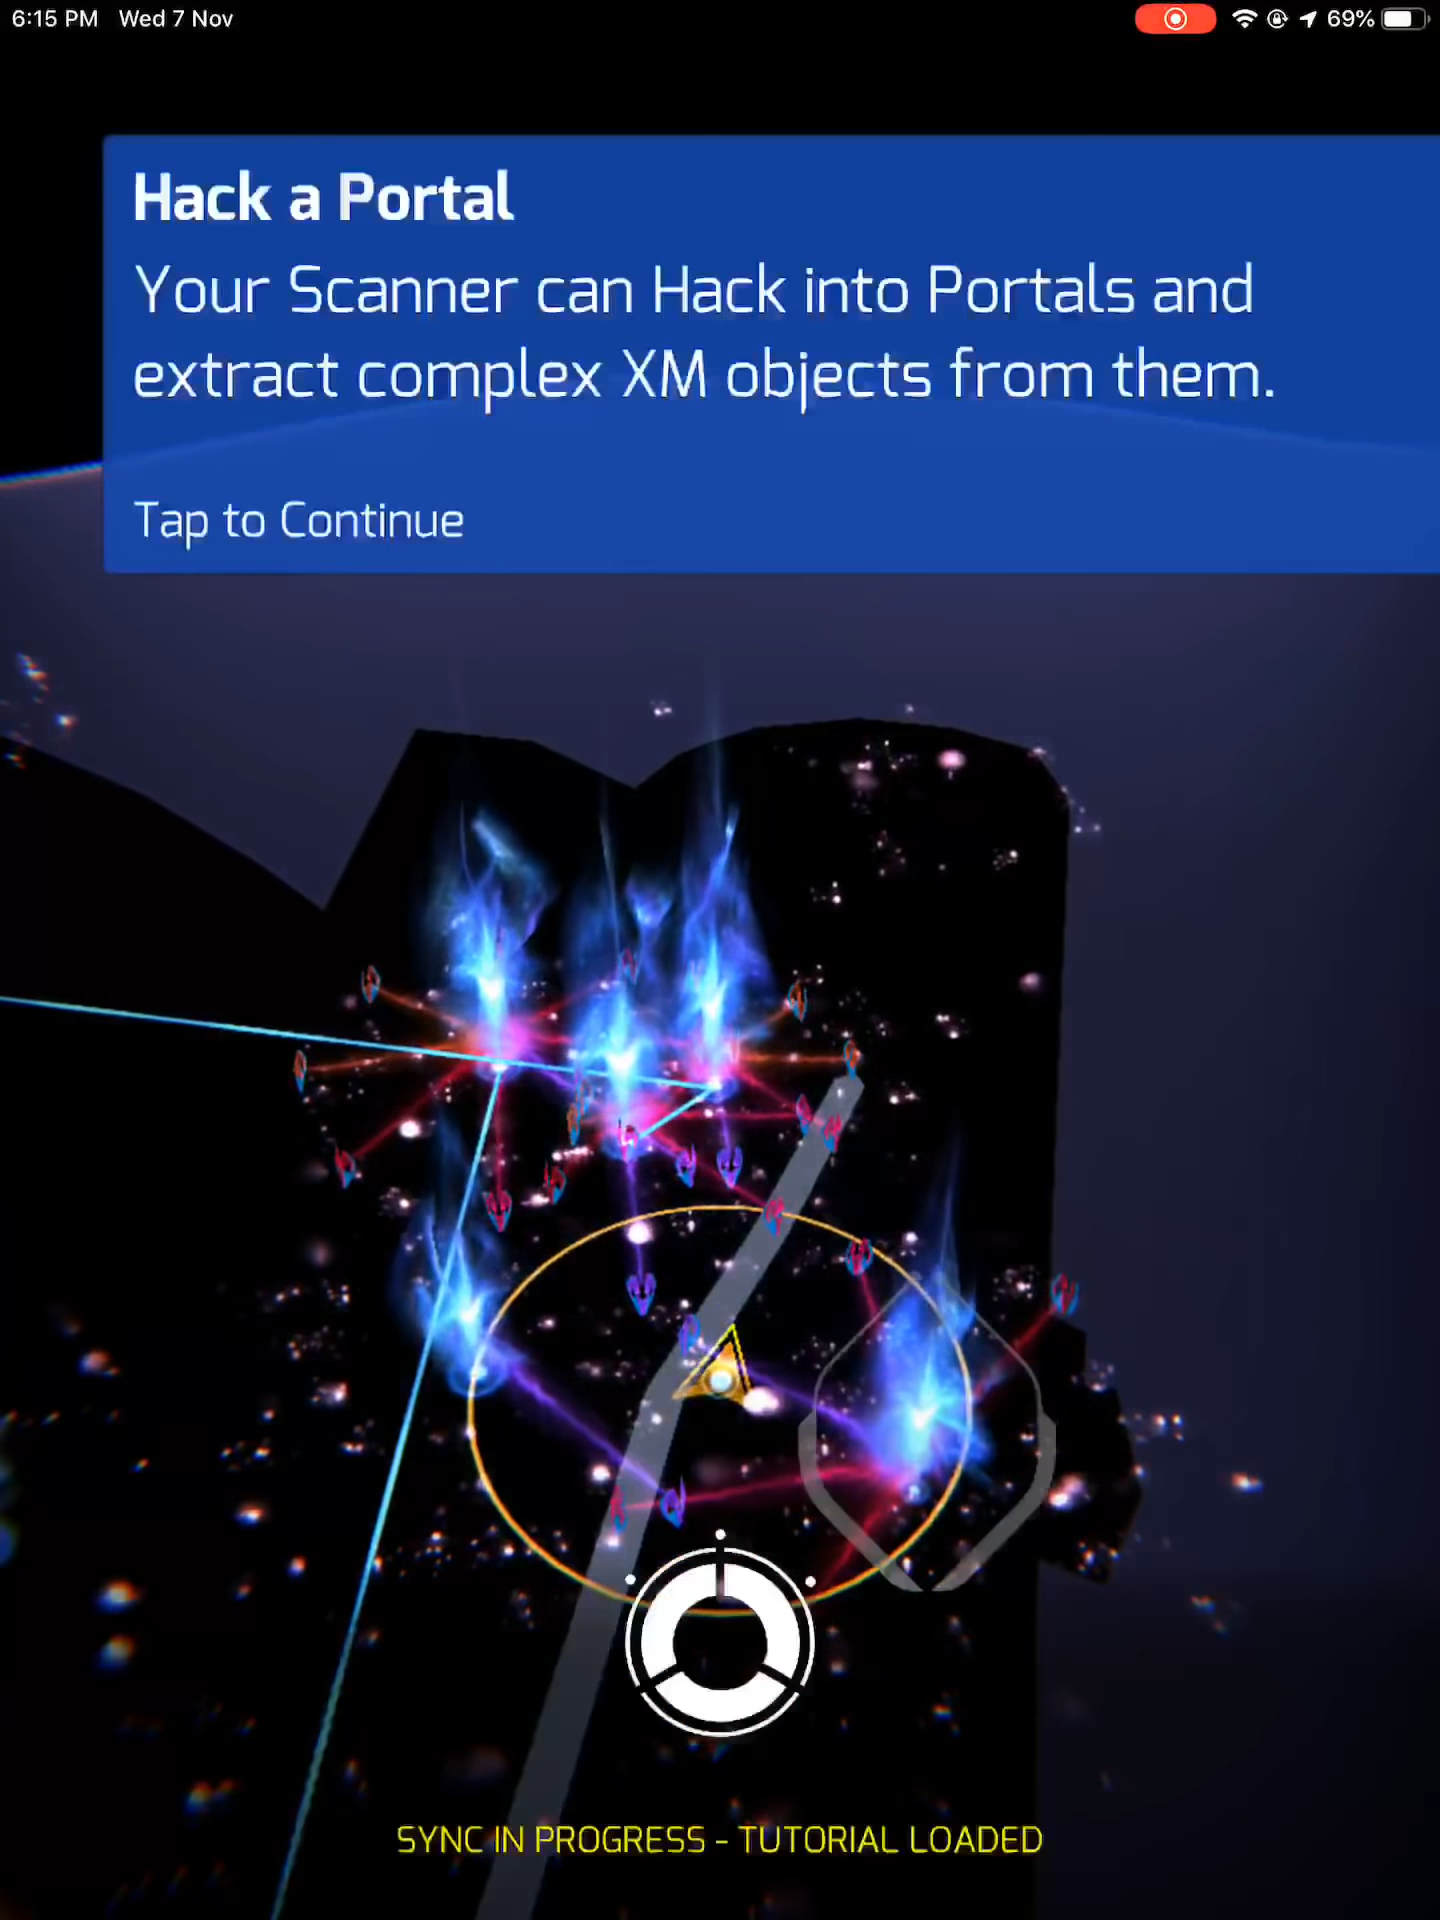 6:15 PM Wed 7 Nov 69%
Hack a Portal
Your Scanner can Hack into Portals and
extract complex XM objects from them.
Tap to Continue
SYNC IN PROGRESS - TUTORIAL LOADED